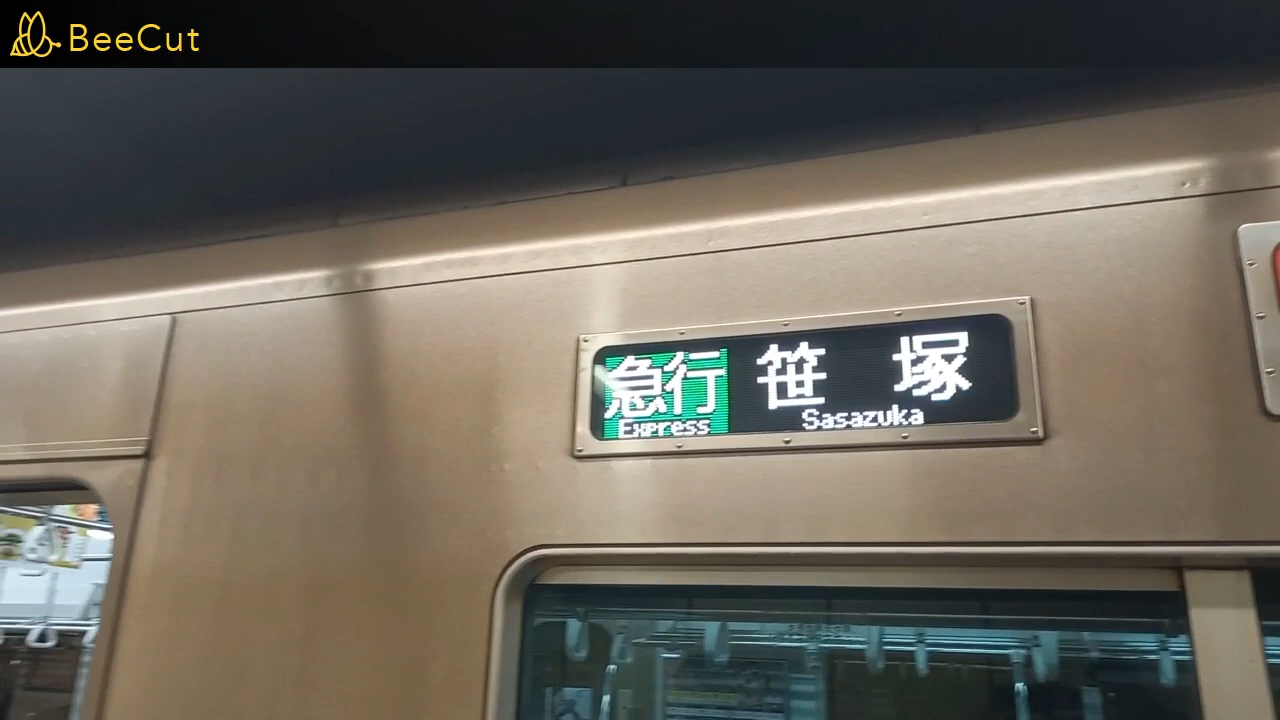 BeeCut
急行 笹塚
Express Sasazuka